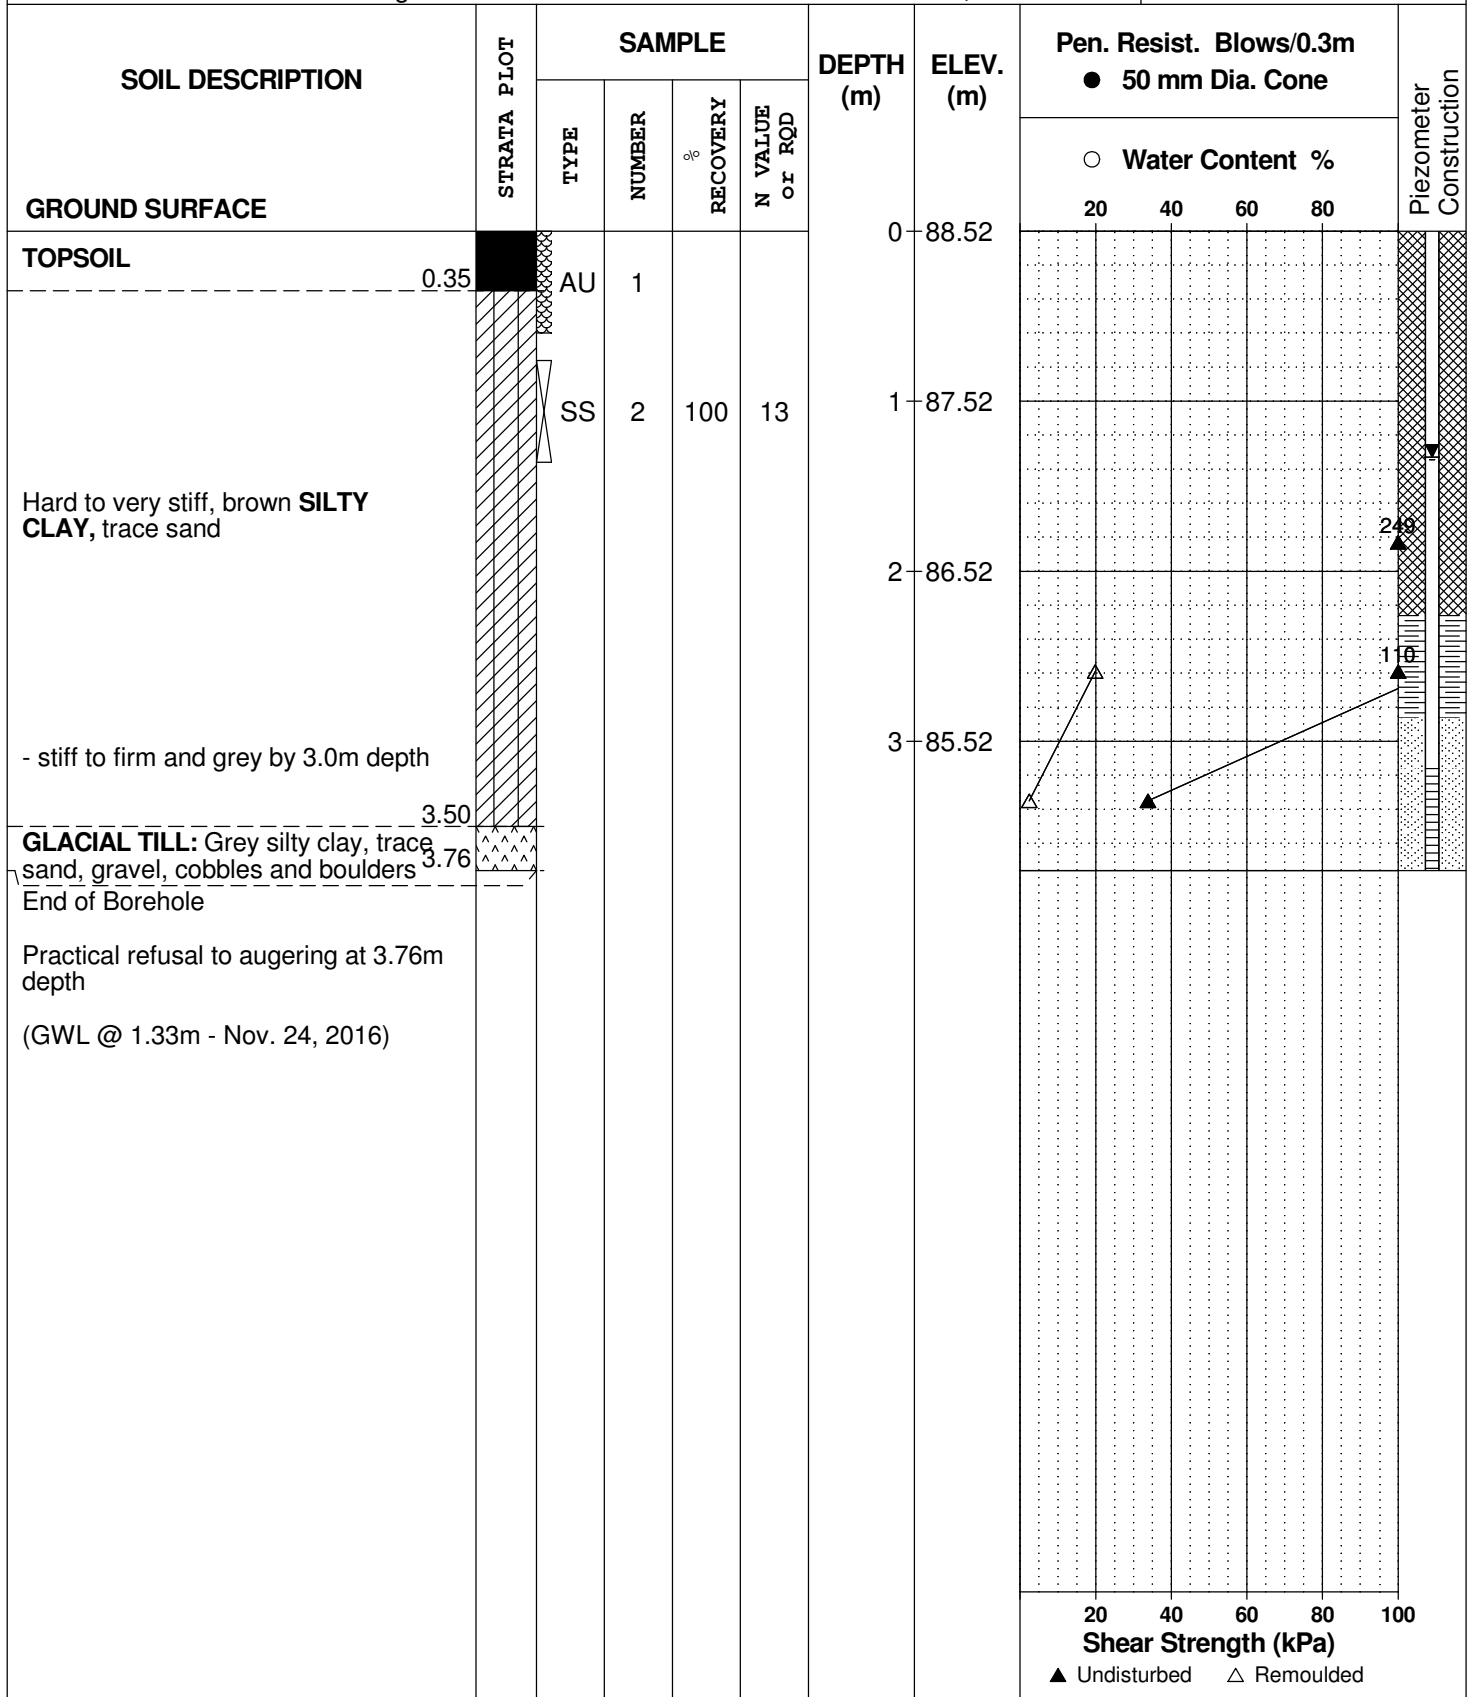 SOIL DESCRIPTION
GROUND SURFACE
STRATA PLOT
SAMPLE
TYPE
NUMBER
% RECOVERY
N VALUE or RQD
DEPTH (m)
ELEV. (m)
Pen. Resist. Blows/0.3m
● 50 mm Dia. Cone
○ Water Content %
20 40 60 80
Piezometer Construction
TOPSOIL
0.35
AU 1
0 88.52
SS 2 100 13
1 87.52
Hard to very stiff, brown SILTY
CLAY, trace sand
249
2 86.52
110
- stiff to firm and grey by 3.0m depth
3 85.52
3.50
GLACIAL TILL: Grey silty clay, trace
sand, gravel, cobbles and boulders 3.76
End of Borehole
Practical refusal to augering at 3.76m
depth
(GWL @ 1.33m - Nov. 24, 2016)
20 40 60 80 100
Shear Strength (kPa)
▲ Undisturbed △ Remoulded